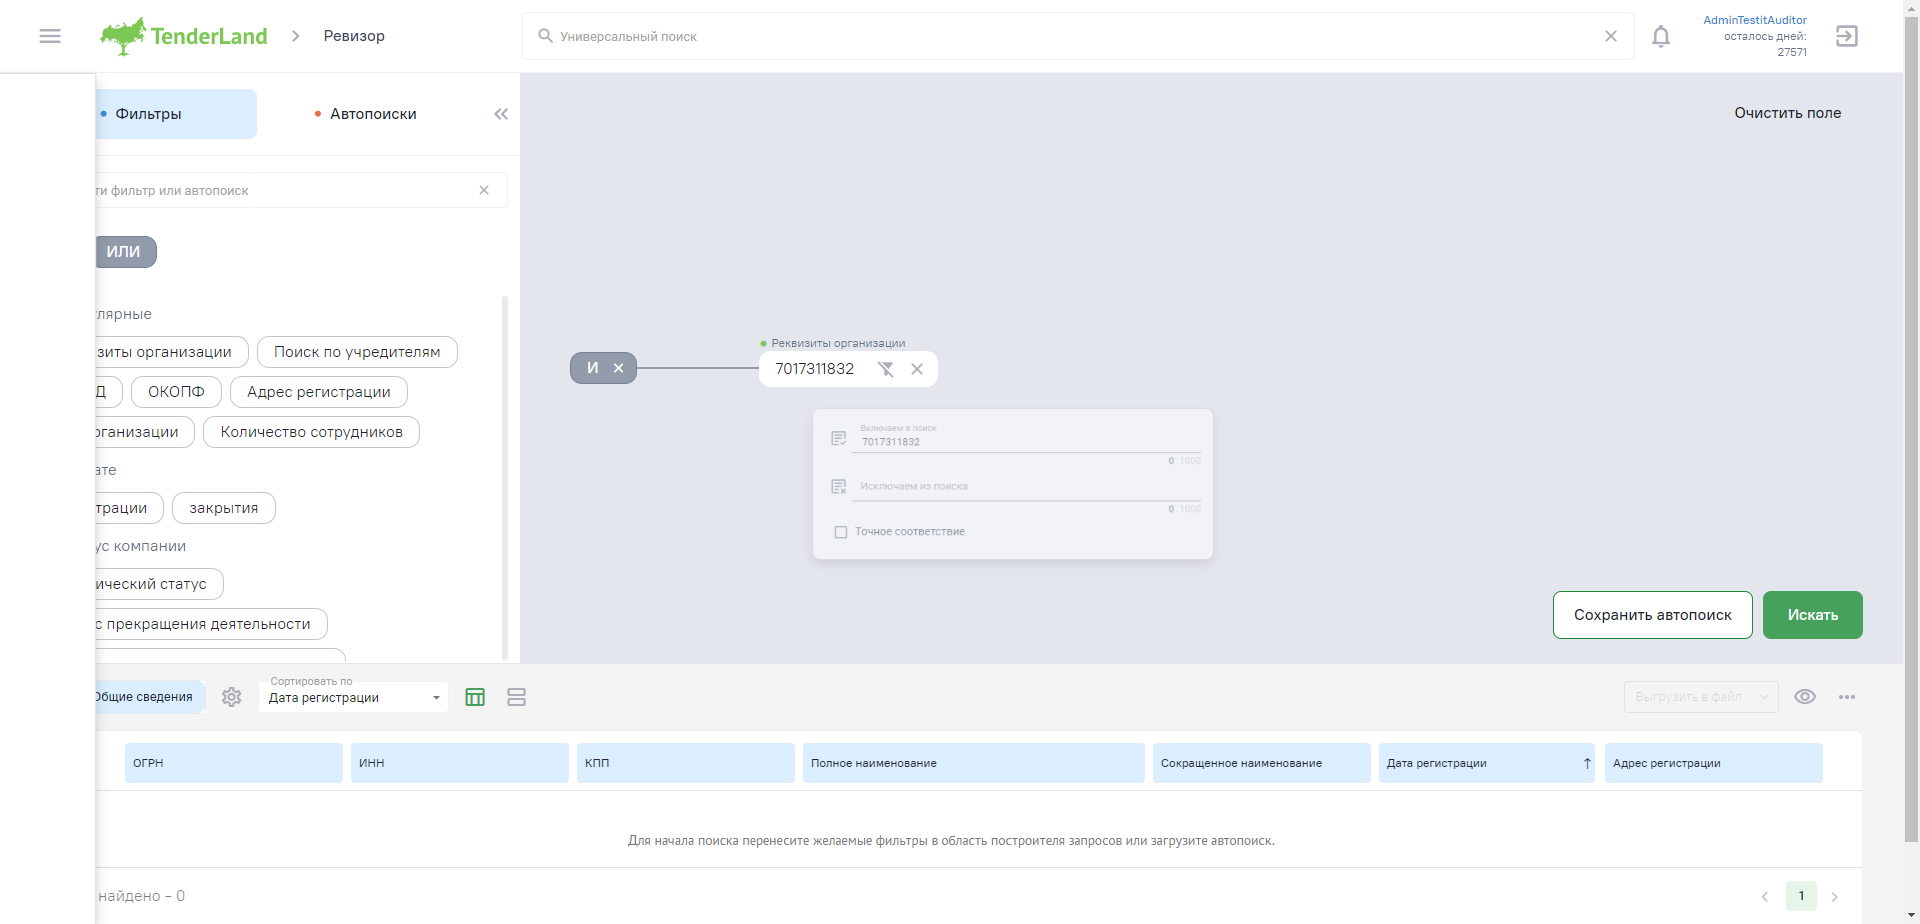 TenderLand
Ревизор
Универсальный поиск
AdminTestitAuditor
осталось дней:
27571
Фильтры
Автопоиски
Очистить поле
ти фильтр или автопоиск
ИЛИ
улярные
зиты организации
Поиск по учредителям
Д
ОКОПФ
Адрес регистрации
рганизации
Количество сотрудников
ате
трации
закрытия
ус компании
ический статус
с прекращения деятельности
И
Реквизиты организации
7017311832
Включаем в поиск
7017311832
0 1000
Исключаем из поиска
0 1000
Точное соответствие
Сохранить автопоиск
Искать
Общие сведения
Сортировать по
Дата регистрации
Выгрузить в файл
ОГРН
ИНН
КПП
Полное наименование
Сокращенное наименование
Дата регистрации
Адрес регистрации
Для начала поиска перенесите желаемые фильтры в область построителя запросов или загрузите автопоиск.
найдено - 0
1